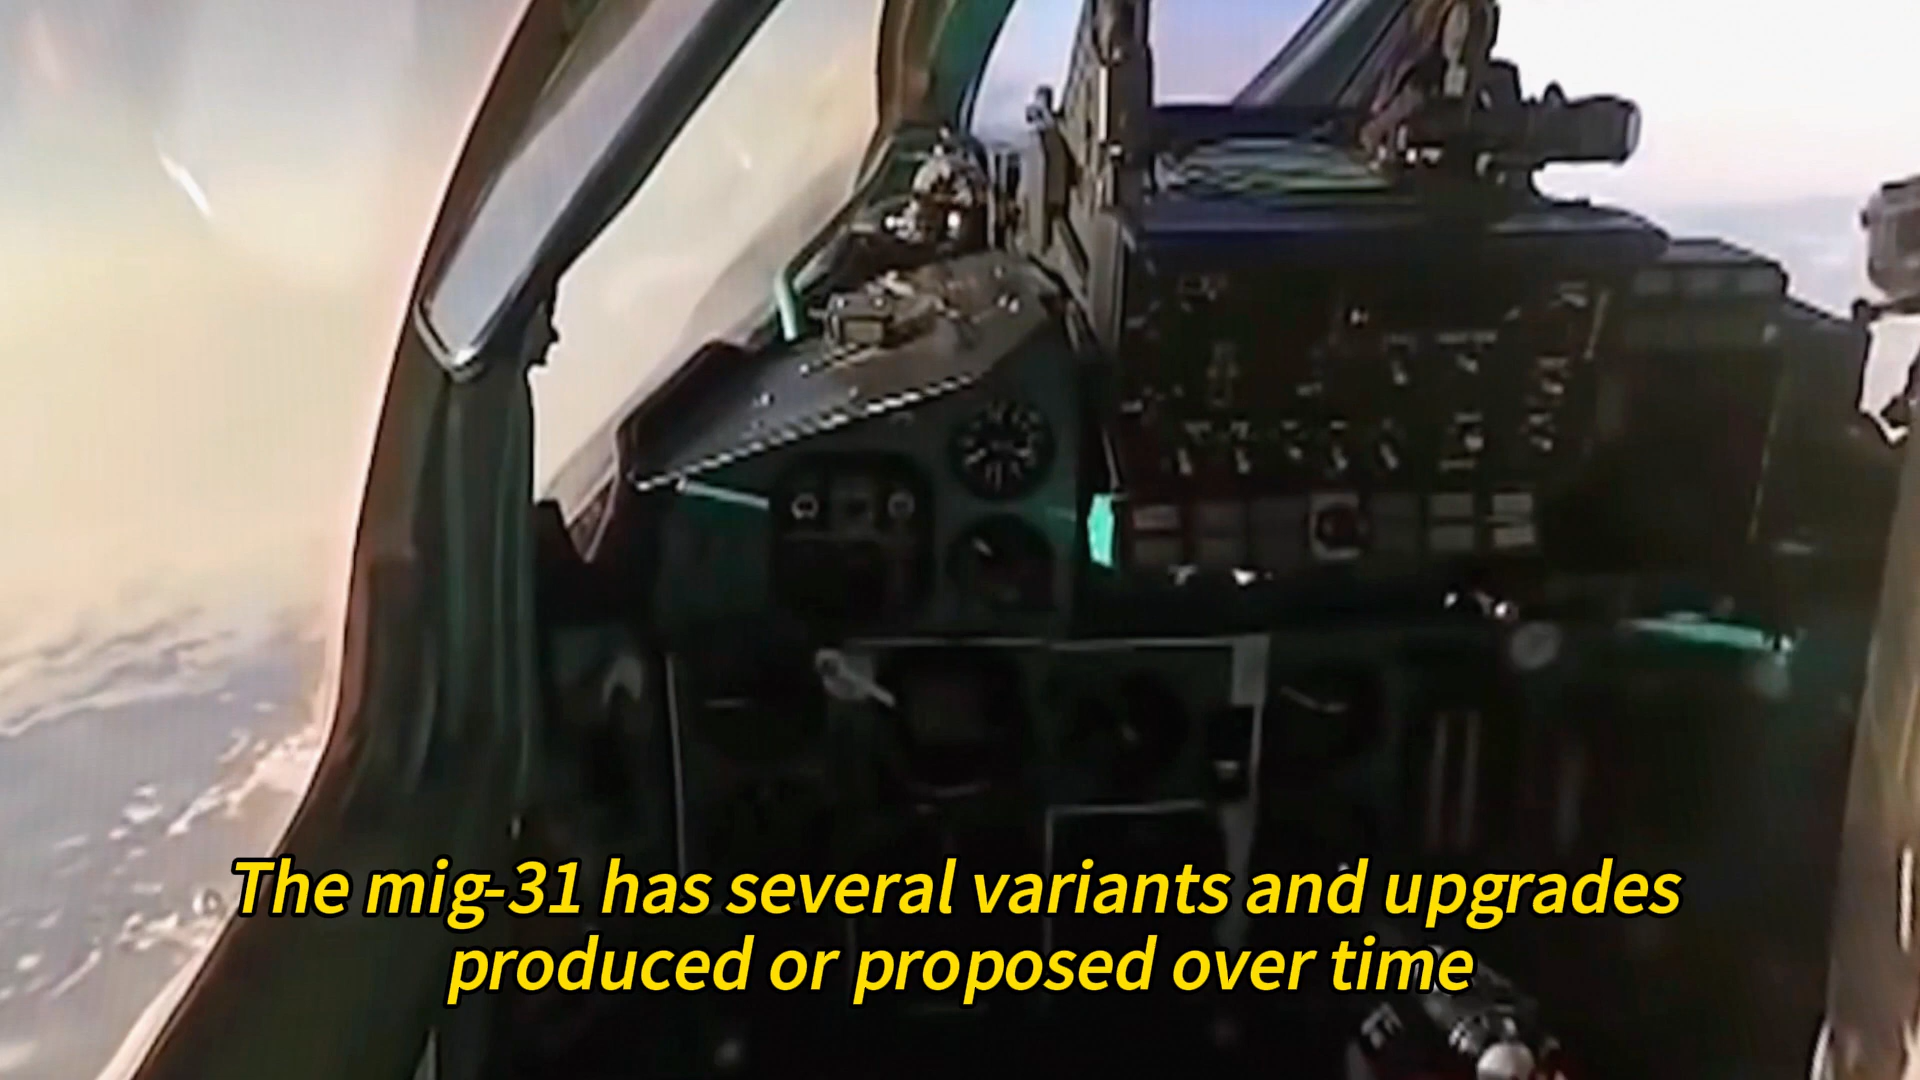 The mig-31 has several variants and upgrades
produced or proposed over time